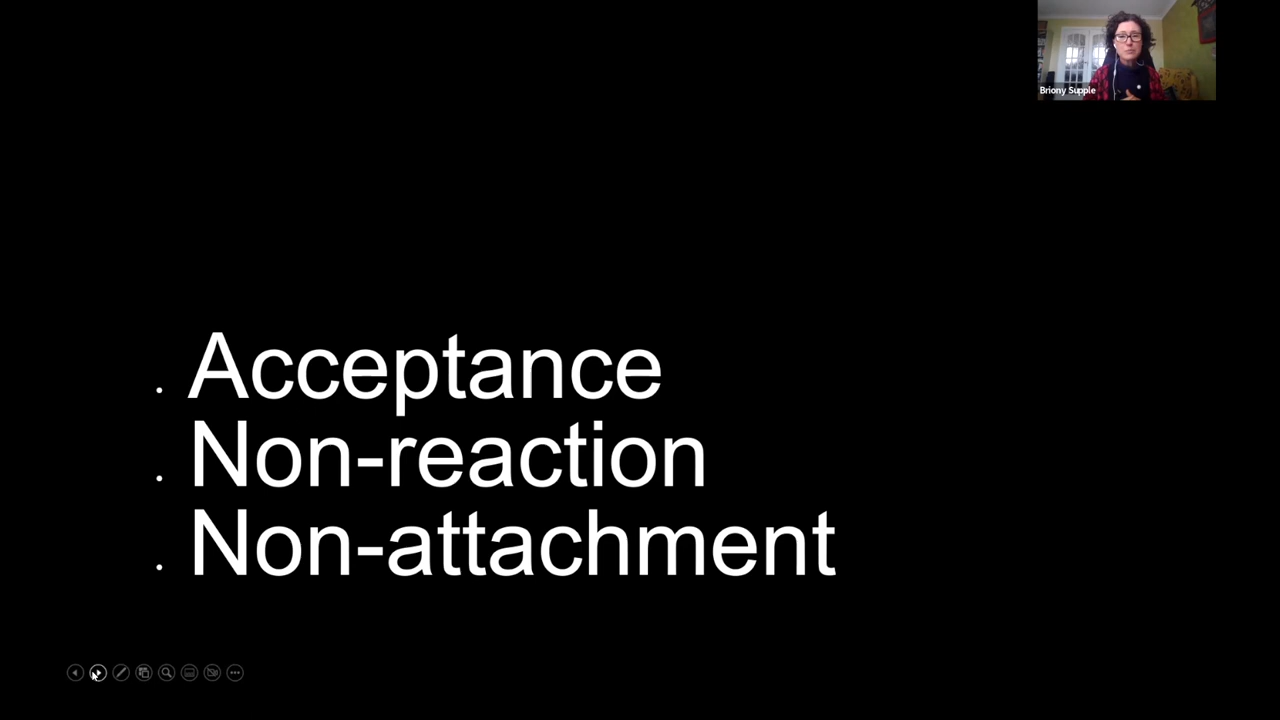 Briony Supple
. Acceptance
. Non-reaction
. Non-attachment